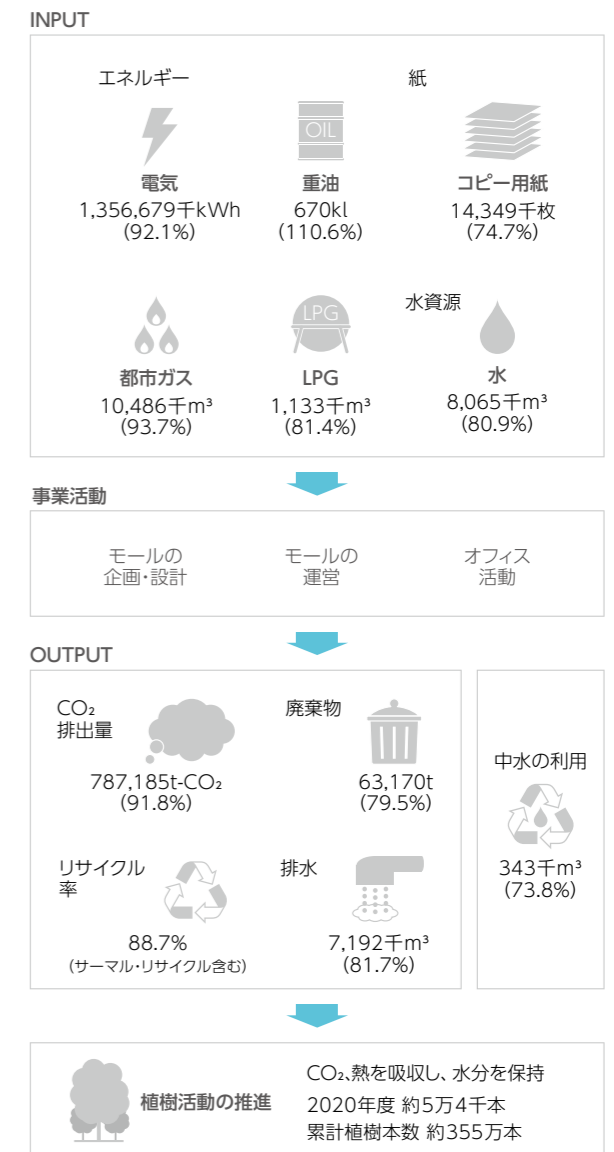 INPUT
エネルギー
紙
OIL
電気
1,356,679千kWh
(92.1%)
重油
670kl
(110.6%)
コピー用紙
14,349千枚
(74.7%)
水資源
LPG
都市ガス
10,486千m³
(93.7%)
LPG
1,133千m³
(81.4%)
水
8,065千m³
(80.9%)
事業活動
モールの
企画・設計
モールの
運営
オフィス
活動
OUTPUT
CO₂
排出量
787,185t-CO₂
(91.8%)
廃棄物
63,170t
(79.5%)
リサイクル
率
88.7%
(サーマル・リサイクル含む)
排水
7,192千m³
(81.7%)
中水の利用
343千m³
(73.8%)
植樹活動の推進
CO₂、熱を吸収し、水分を保持
2020年度 約5万4千本
累計植樹本数 約355万本